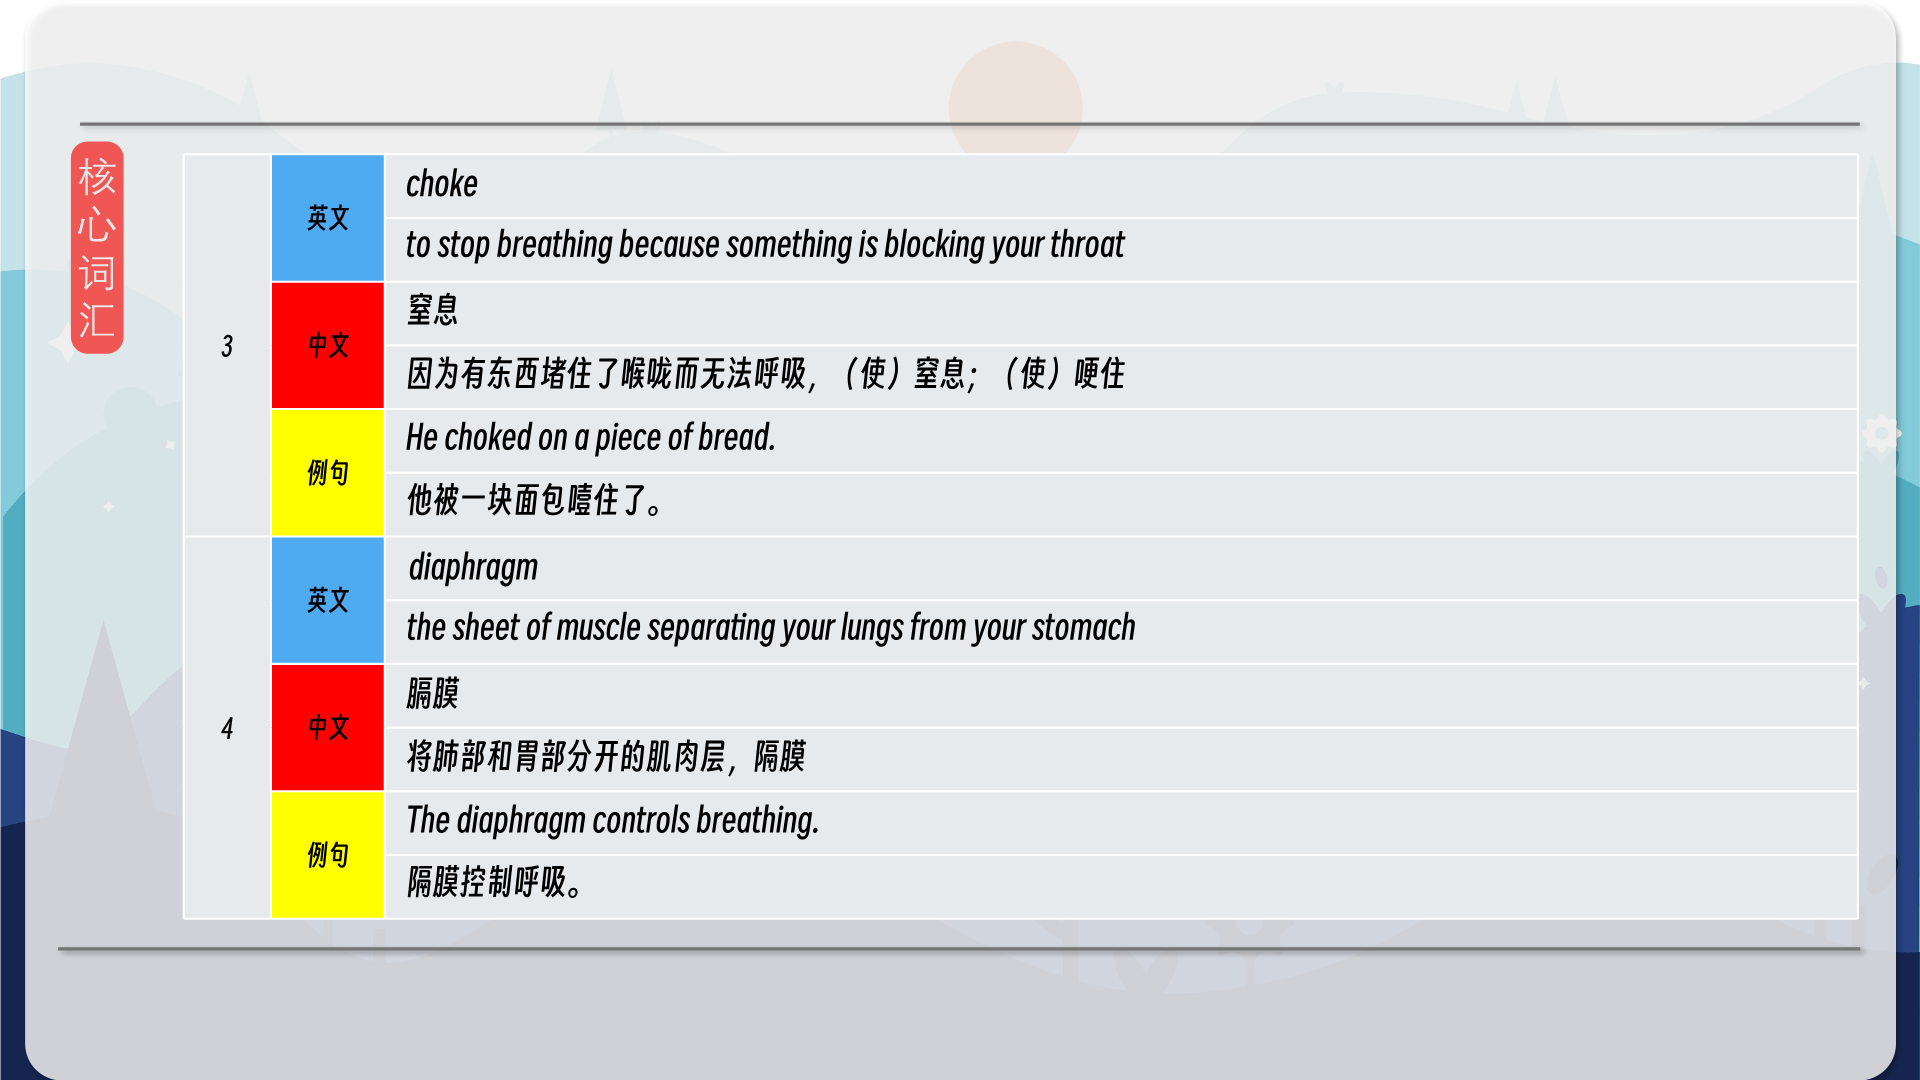 核
心
词
汇
3
英文
choke
to stop breathing because something is blocking your throat
中文
窒息
因为有东西堵住了喉咙而无法呼吸，（使）窒息；（使）哽住
例句
He choked on a piece of bread.
他被一块面包噎住了。
4
英文
diaphragm
the sheet of muscle separating your lungs from your stomach
中文
膈膜
将肺部和胃部分开的肌肉层，隔膜
例句
The diaphragm controls breathing.
隔膜控制呼吸。